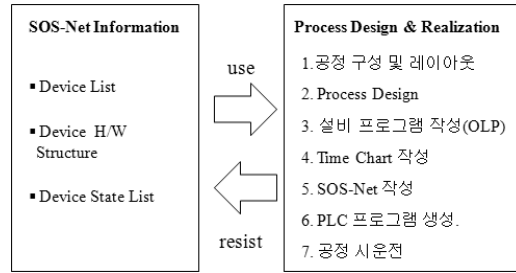 SOS-Net Information
▪ Device List
▪ Device H/W
Structure
▪ Device State List
use
resist
Process Design & Realization
1.공정 구성 및 레이아웃
2. Process Design
3. 설비 프로그램 작성(OLP)
4. Time Chart 작성
5. SOS-Net 작성
6. PLC 프로그램 생성.
7. 공정 시운전